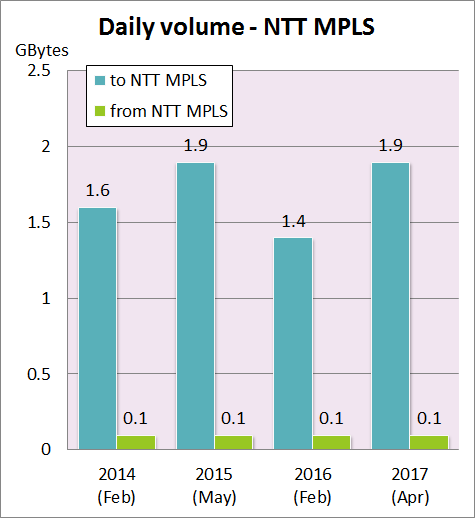 Daily volume - NTT MPLS
GBytes
2.5
to NTT MPLS
from NTT MPLS
2
1.9
1.9
1.6
1.5
1.4
1
0.5
0.1
0.1
0.1
0.1
0
2014
2015
2016
2017
(Feb)
(May)
(Feb)
(Apr)